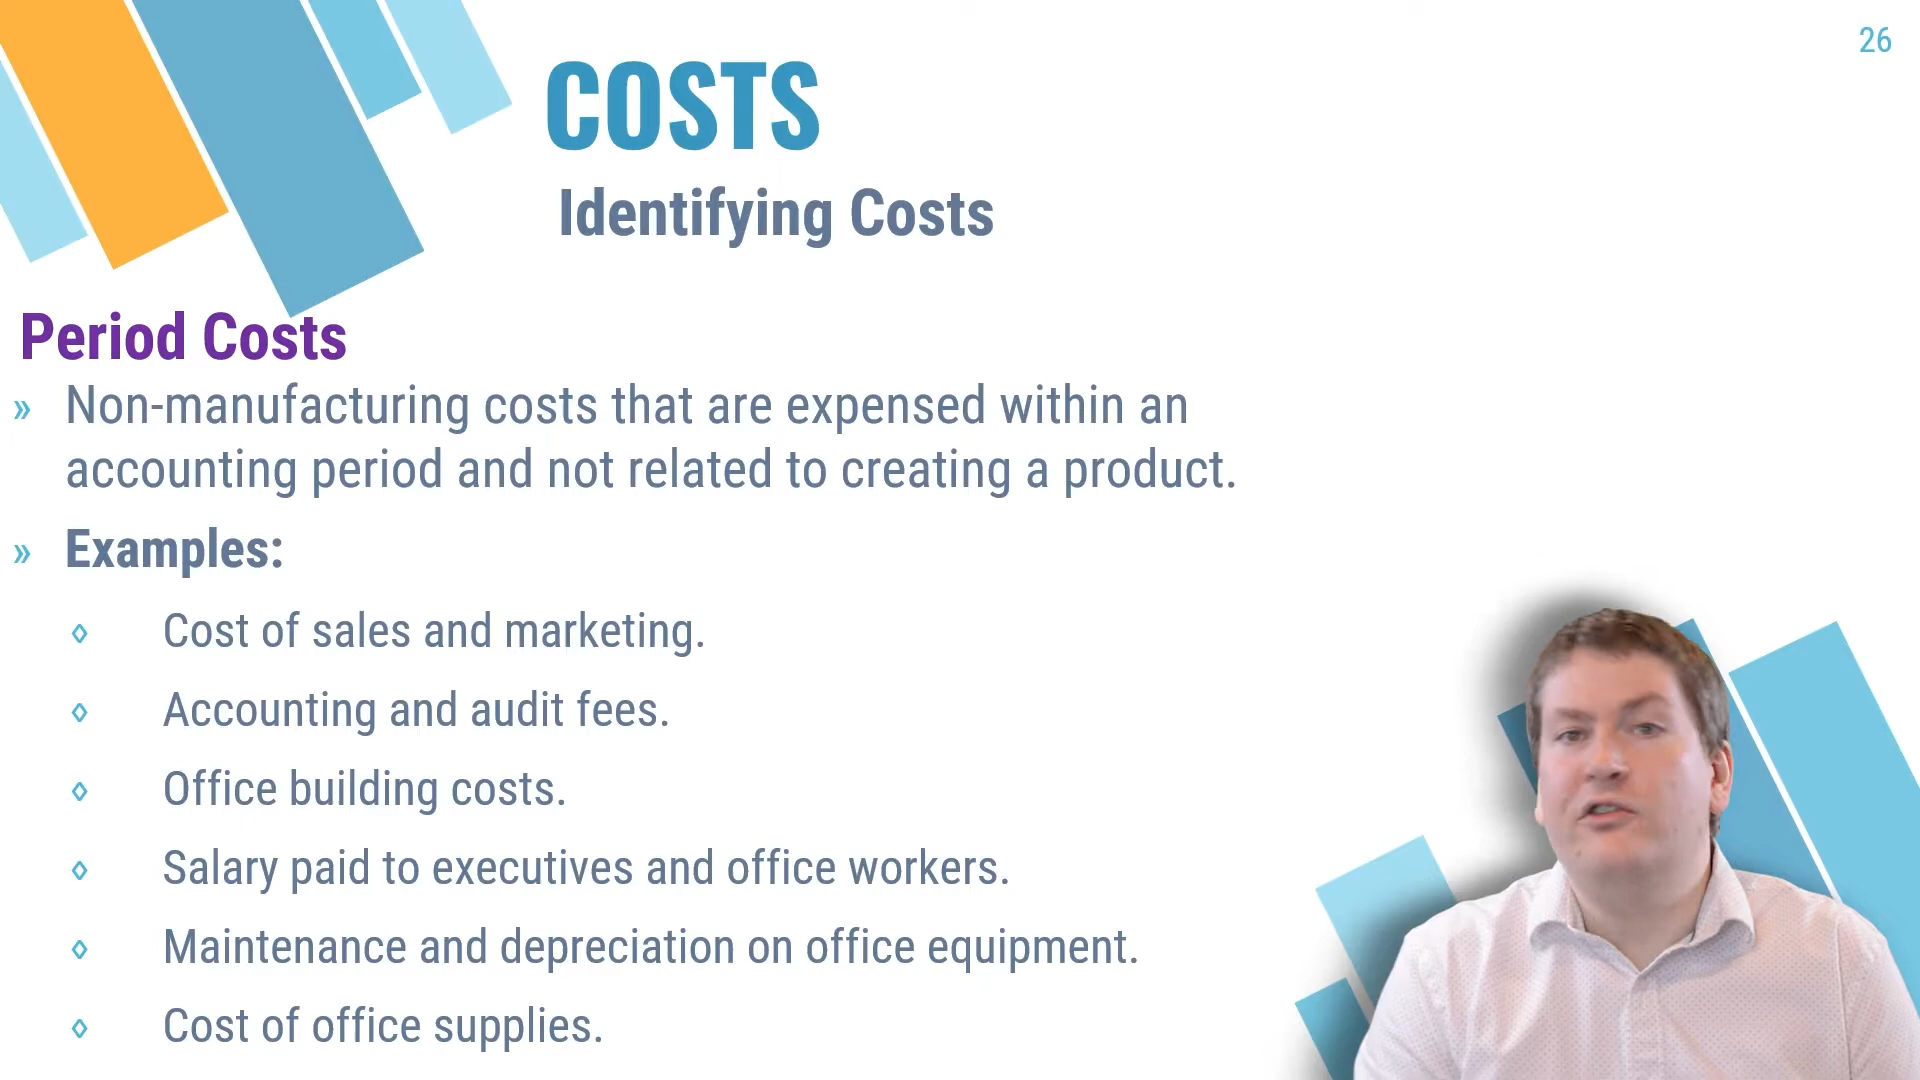 26
COSTS
Identifying Costs
Period Costs
» Non-manufacturing costs that are expensed within an
accounting period and not related to creating a product.
» Examples:
◊ Cost of sales and marketing.
◊ Accounting and audit fees.
◊ Office building costs.
◊ Salary paid to executives and office workers.
◊ Maintenance and depreciation on office equipment.
◊ Cost of office supplies.